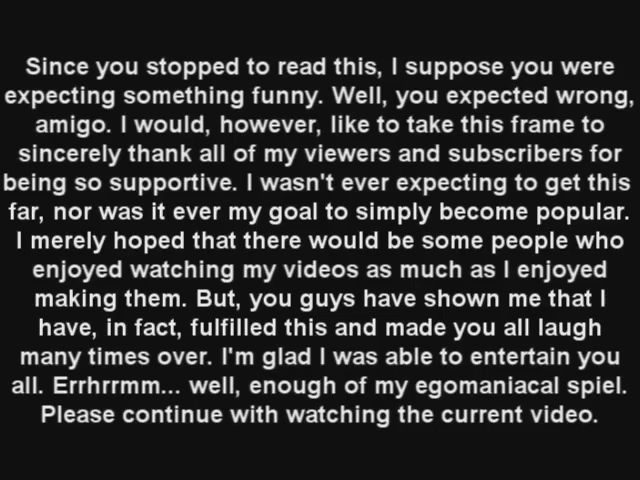 Since you stopped to read this, I suppose you were
expecting something funny. Well, you expected wrong,
amigo. I would, however, like to take this frame to
sincerely thank all of my viewers and subscribers for
being so supportive. I wasn't ever expecting to get this
far, nor was it ever my goal to simply become popular.
I merely hoped that there would be some people who
enjoyed watching my videos as much as I enjoyed
making them. But, you guys have shown me that I
have, in fact, fulfilled this and made you all laugh
many times over. I'm glad I was able to entertain you
all. Errhrrmm... well, enough of my egomaniacal spiel.
Please continue with watching the current video.